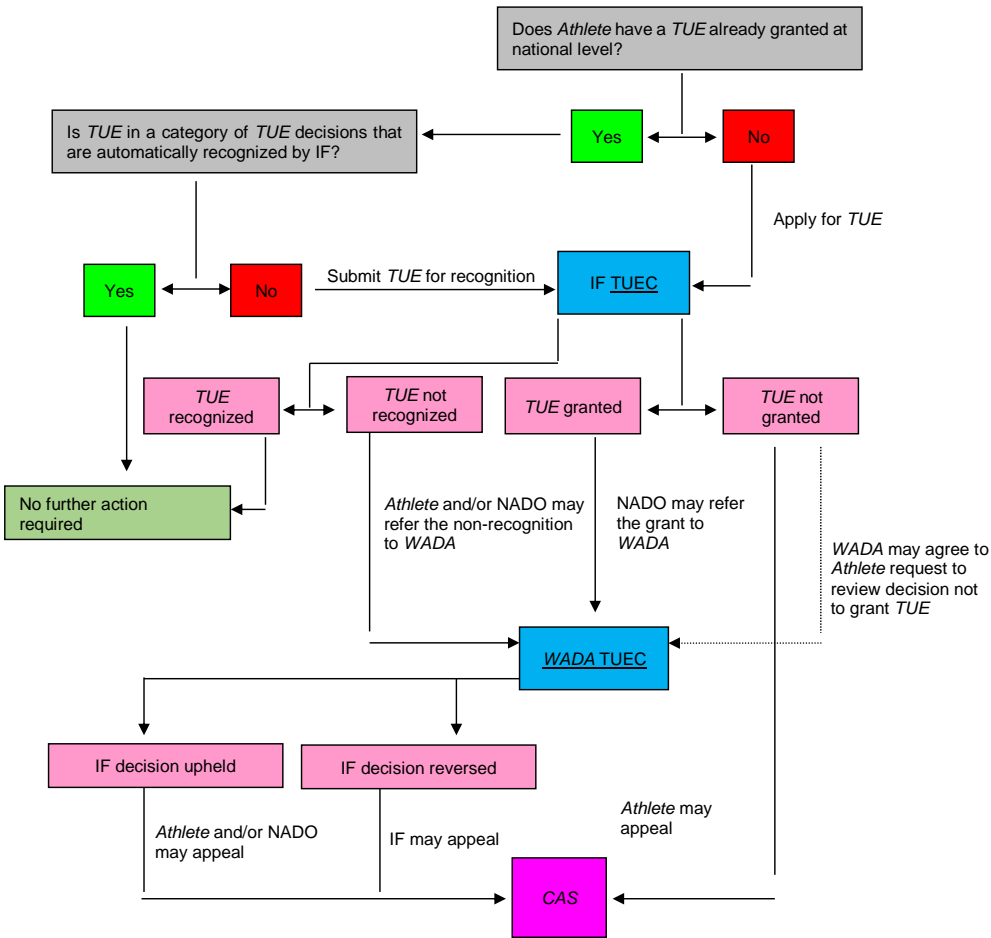 Does Athlete have a TUE already granted at
national level?
Is TUE in a category of TUE decisions that
are automatically recognized by IF?
Yes
No
Apply for TUE
Yes
No
Submit TUE for recognition
IF TUEC
TUE
recognized
TUE not
recognized
TUE granted
TUE not
granted
No further action
required
Athlete and/or NADO may
refer the non-recognition
to WADA
NADO may refer
the grant to
WADA
WADA may agree to
Athlete request to
review decision not
to grant TUE
WADA TUEC
IF decision upheld
IF decision reversed
Athlete and/or NADO
may appeal
IF may appeal
Athlete may
appeal
CAS